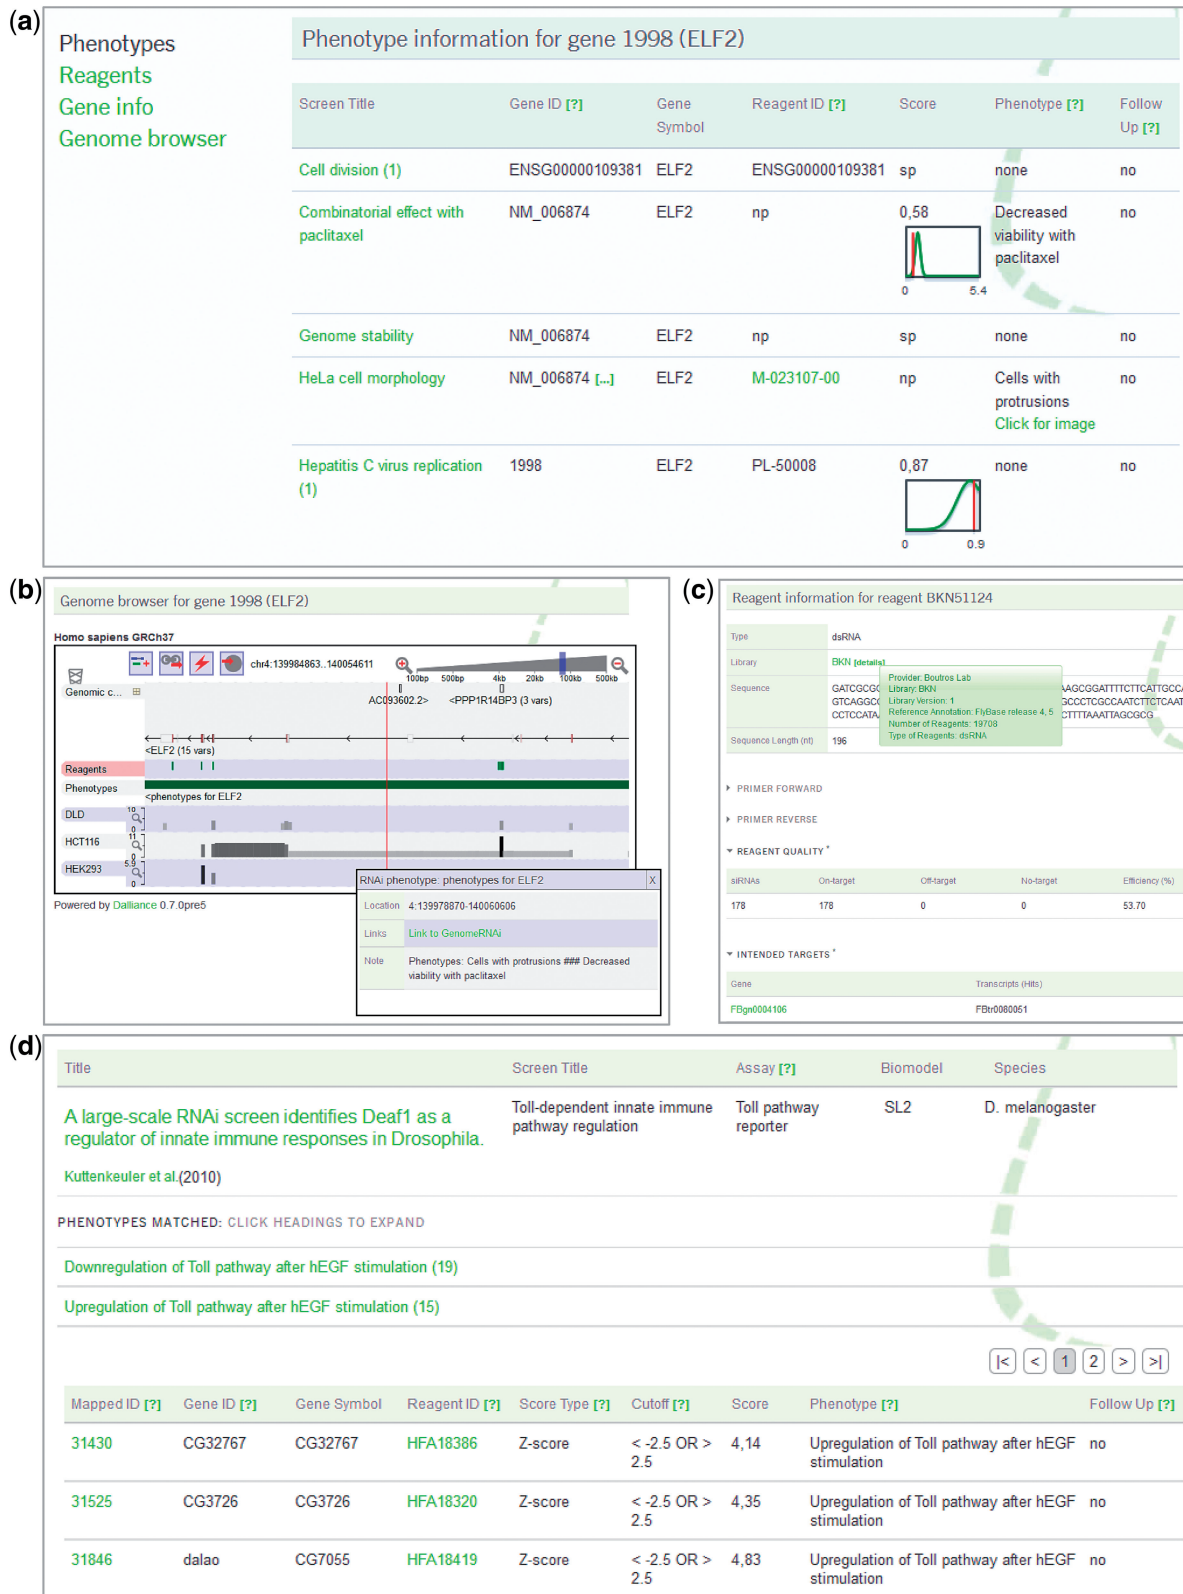 (a)
Phenotypes
Reagents
Gene info
Genome browser
Phenotype information for gene 1998 (ELF2)
Screen Title Gene ID [?] Gene Symbol Reagent ID [?] Score Phenotype [?] Follow Up [?]
Cell division (1) ENSG00000109381 ELF2 ENSG00000109381 sp none no
Combinatorial effect with paclitaxel NM_006874 ELF2 np 0,58 Decreased viability with paclitaxel no
0 5.4
Genome stability NM_006874 ELF2 np sp none no
HeLa cell morphology NM_006874 [...] ELF2 M-023107-00 np Cells with protrusions no
Click for image
Hepatitis C virus replication (1) 1998 ELF2 PL-50008 0,87 none no
0 0.9
(b)
Genome browser for gene 1998 (ELF2)
Homo sapiens GRCh37
chr4:139984863..140054611
100bp 500bp 4kb 20kb 100kb 500kb
Genomic c...
AC093602.2> <PPP1R14BP3 (3 vars)
<ELF2 (15 vars)
Reagents
Phenotypes
<phenotypes for ELF2
DLD 10 0
HCT116 11 0
HEK293 5.9 0
Powered by Dalliance 0.7.0pre5
RNAi phenotype: phenotypes for ELF2 X
Location 4:139978870-140060606
Links Link to GenomeRNAi
Note Phenotypes: Cells with protrusions ### Decreased
viability with paclitaxel
(c)
Reagent information for reagent BKN51124
Type dsRNA
Library BKN [details]
Provider: Boutros Lab
Library: BKN
Library Version: 1
Reference Annotation: FlyBase release 4, 5
Number of Reagents: 19708
Type of Reagents: dsRNA
Sequence GATCGCGC AAGCGGATTTTCTTCATTGCCA
GTCAGGCC GCCCTCGCCAATCTTCTCAAT
CCTCCATA CTTTTAAATTAGCGCG
Sequence Length (nt) 196
PRIMER FORWARD
PRIMER REVERSE
REAGENT QUALITY *
siRNAs On-target Off-target No-target Efficiency (%)
178 178 0 0 53.70
INTENDED TARGETS *
Gene Transcripts (Hits)
FBgn0004106 FBtr0080051
(d)
Title Screen Title Assay [?] Biomodel Species
A large-scale RNAi screen identifies Deaf1 as a
regulator of innate immune responses in Drosophila.
Toll-dependent innate immune pathway regulation Toll pathway reporter SL2 D. melanogaster
Kuttenkeuler et al.(2010)
PHENOTYPES MATCHED: CLICK HEADINGS TO EXPAND
Downregulation of Toll pathway after hEGF stimulation (19)
Upregulation of Toll pathway after hEGF stimulation (15)
|< < 1 2 > >|
Mapped ID [?] Gene ID [?] Gene Symbol Reagent ID [?] Score Type [?] Cutoff [?] Score Phenotype [?] Follow Up [?]
31430 CG32767 CG32767 HFA18386 Z-score < -2.5 OR > 2.5 4,14 Upregulation of Toll pathway after hEGF stimulation no
31525 CG3726 CG3726 HFA18320 Z-score < -2.5 OR > 2.5 4,35 Upregulation of Toll pathway after hEGF stimulation no
31846 dalao CG7055 HFA18419 Z-score < -2.5 OR > 2.5 4,83 Upregulation of Toll pathway after hEGF stimulation no